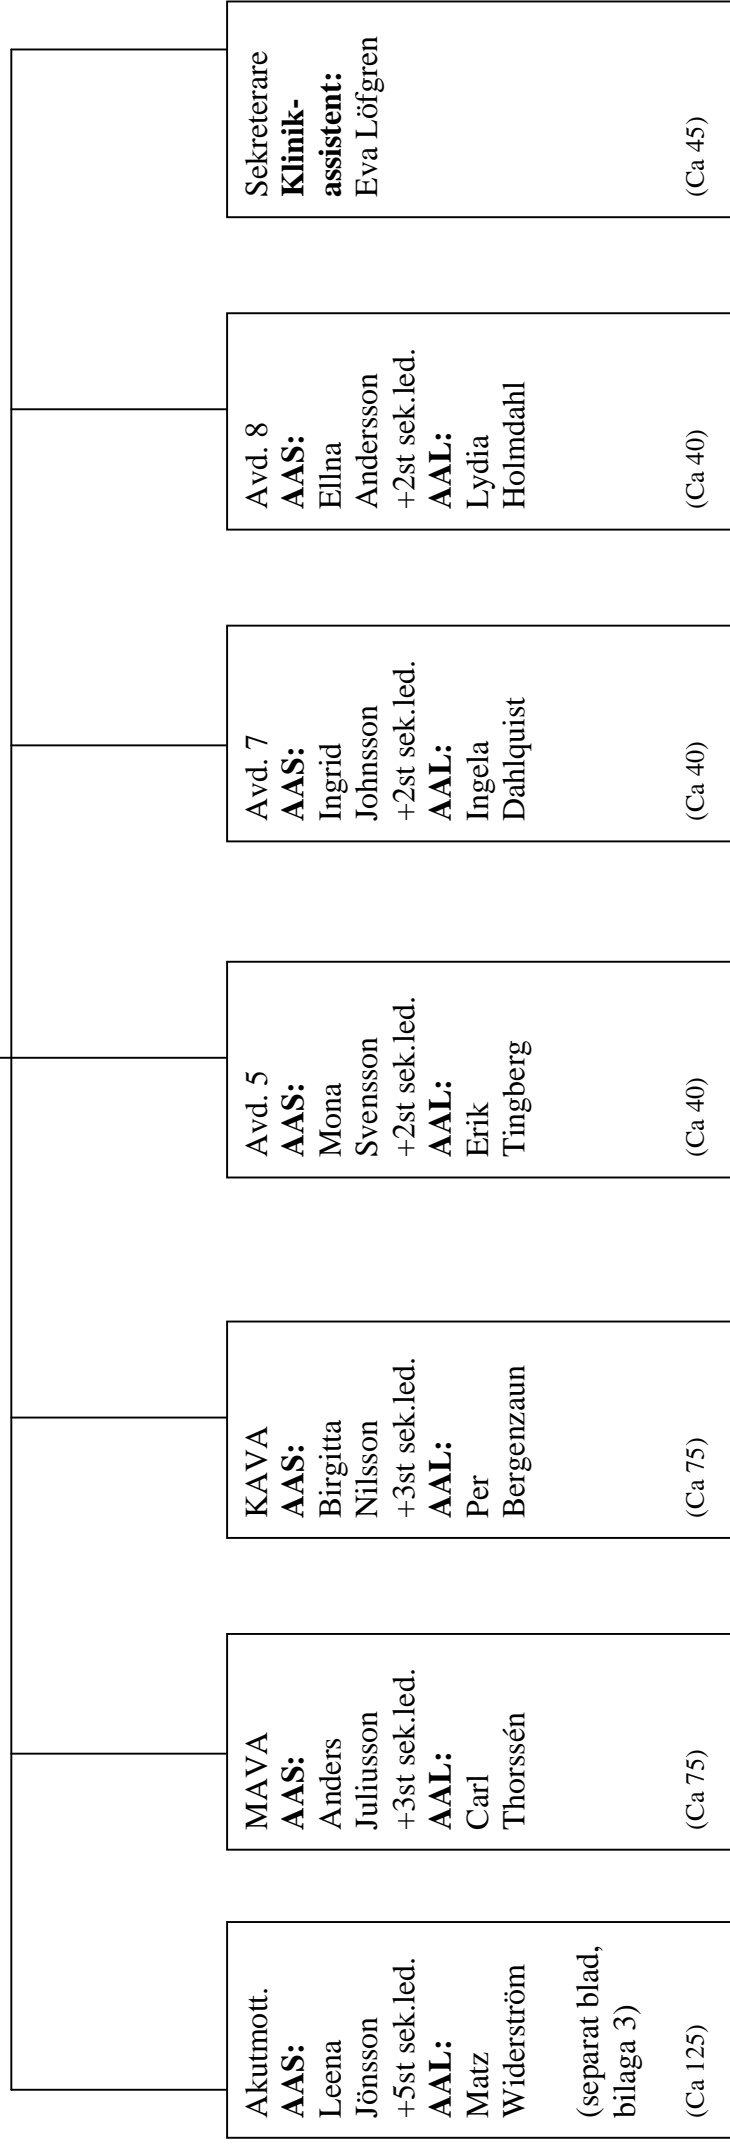 Akutmott.
AAS:
Leena
Jönsson
+5st sek.led.
AAL:
Matz
Widerström
(separat blad,
bilaga 3)
(Ca 125)
MAVA
AAS:
Anders
Juliusson
+3st sek.led.
AAL:
Carl
Thorssén
(Ca 75)
KAVA
AAS:
Birgitta
Nilsson
+3st sek.led.
AAL:
Per
Bergenzaun
(Ca 75)
Avd. 5
AAS:
Mona
Svensson
+2st sek.led.
AAL:
Erik
Tingberg
(Ca 40)
Avd. 7
AAS:
Ingrid
Johnsson
+2st sek.led.
AAL:
Ingela
Dahlquist
(Ca 40)
Avd. 8
AAS:
Ellna
Andersson
+2st sek.led.
AAL:
Lydia
Holmdahl
(Ca 40)
Sekreterare
Klinik-
assistent:
Eva Löfgren
(Ca 45)